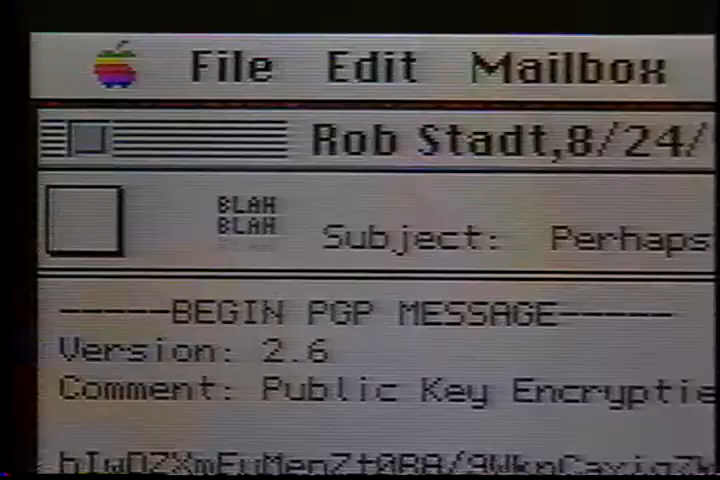 File Edit Mailbox
Rob Stadt,8/24/
BLAH
BLAH
Subject: Perhaps
-----BEGIN PGP MESSAGE-----
Version: 2.6
Comment: Public Key Encryptie